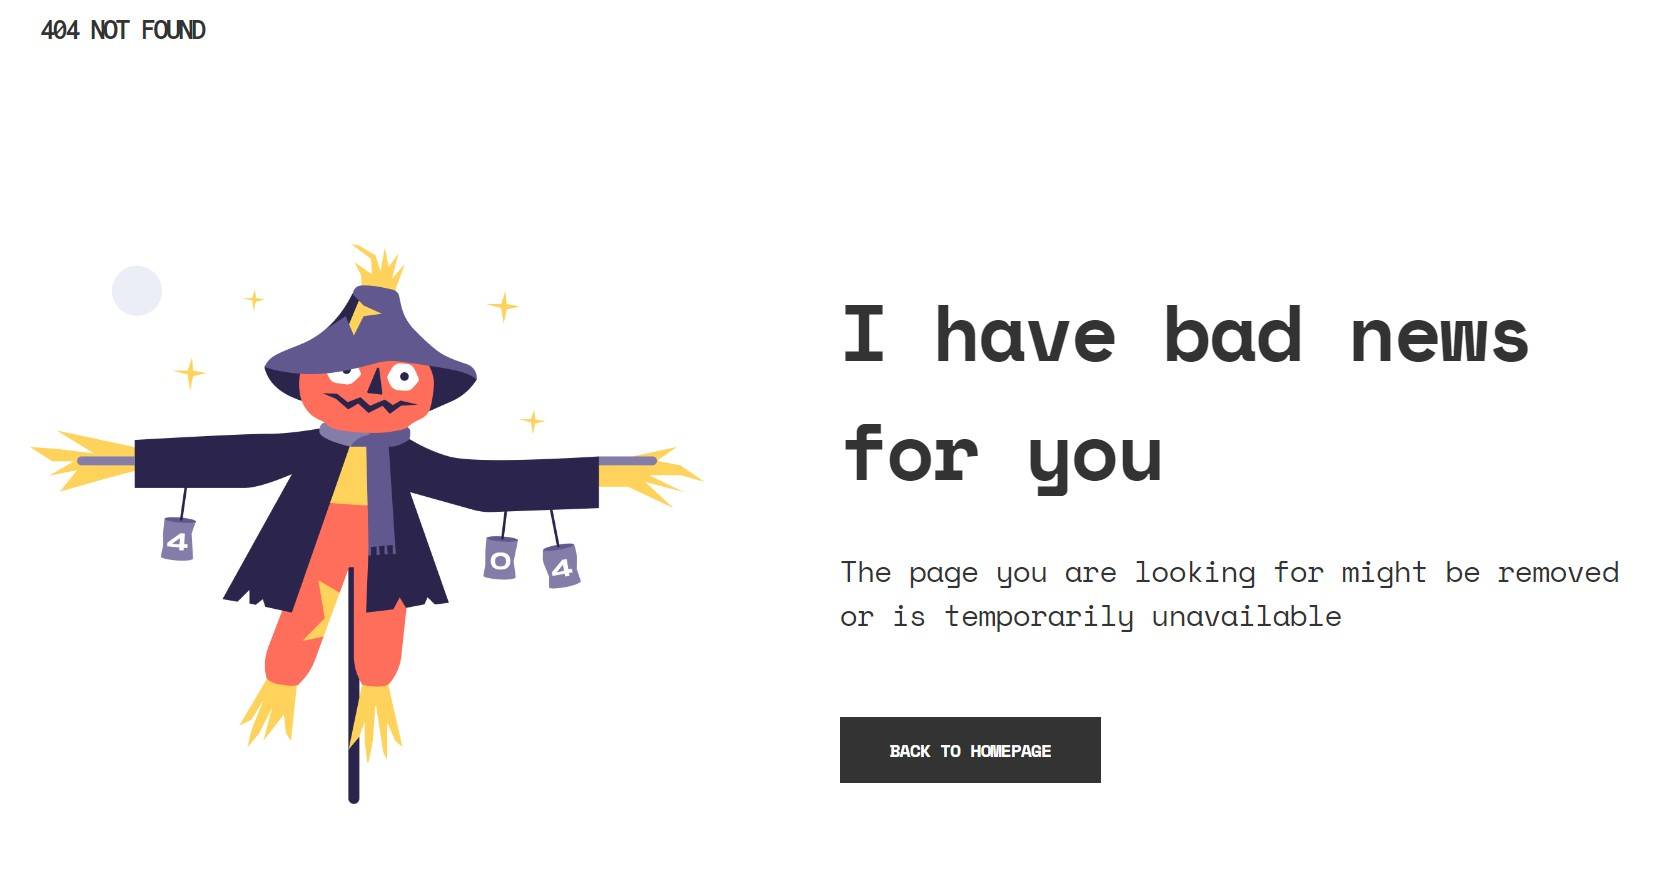 404 NOT FOUND
4
0
4
I have bad news
for you
The page you are looking for might be removed
or is temporarily unavailable
BACK TO HOMEPAGE